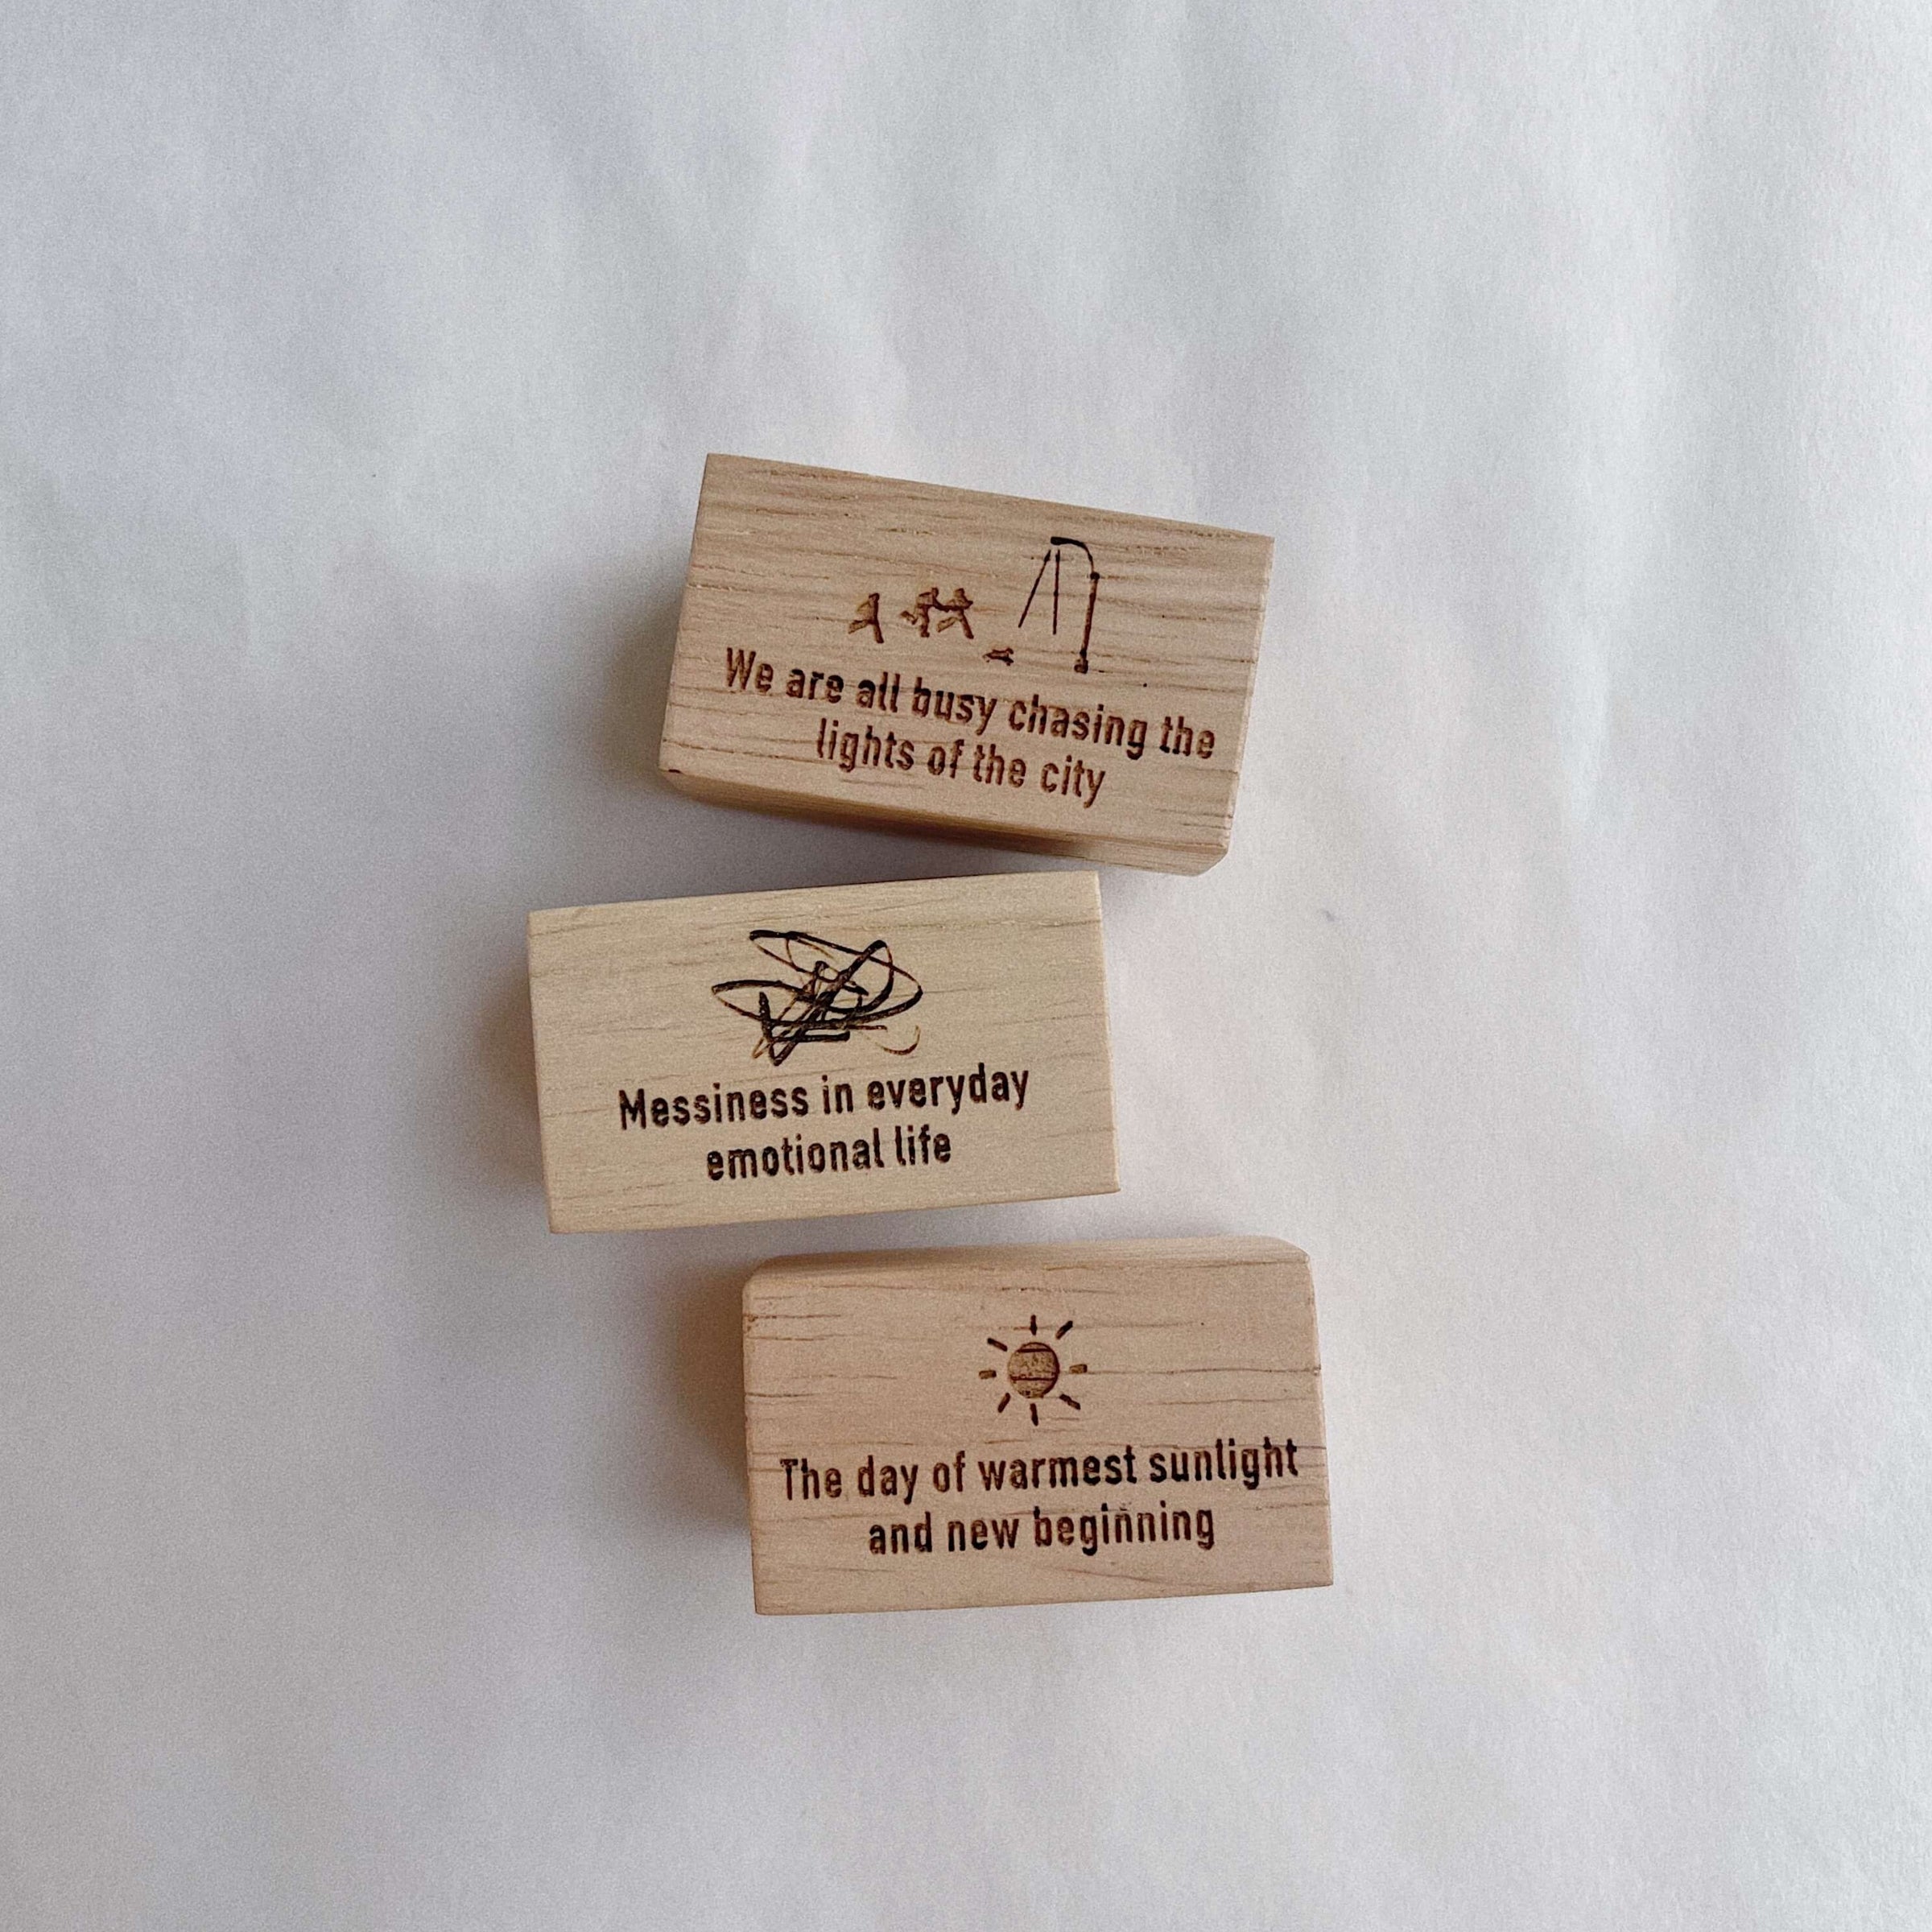 We are all busy chasing the
lights of the city
Messiness in everyday
emotional life
The day of warmest sunlight
and new beginning